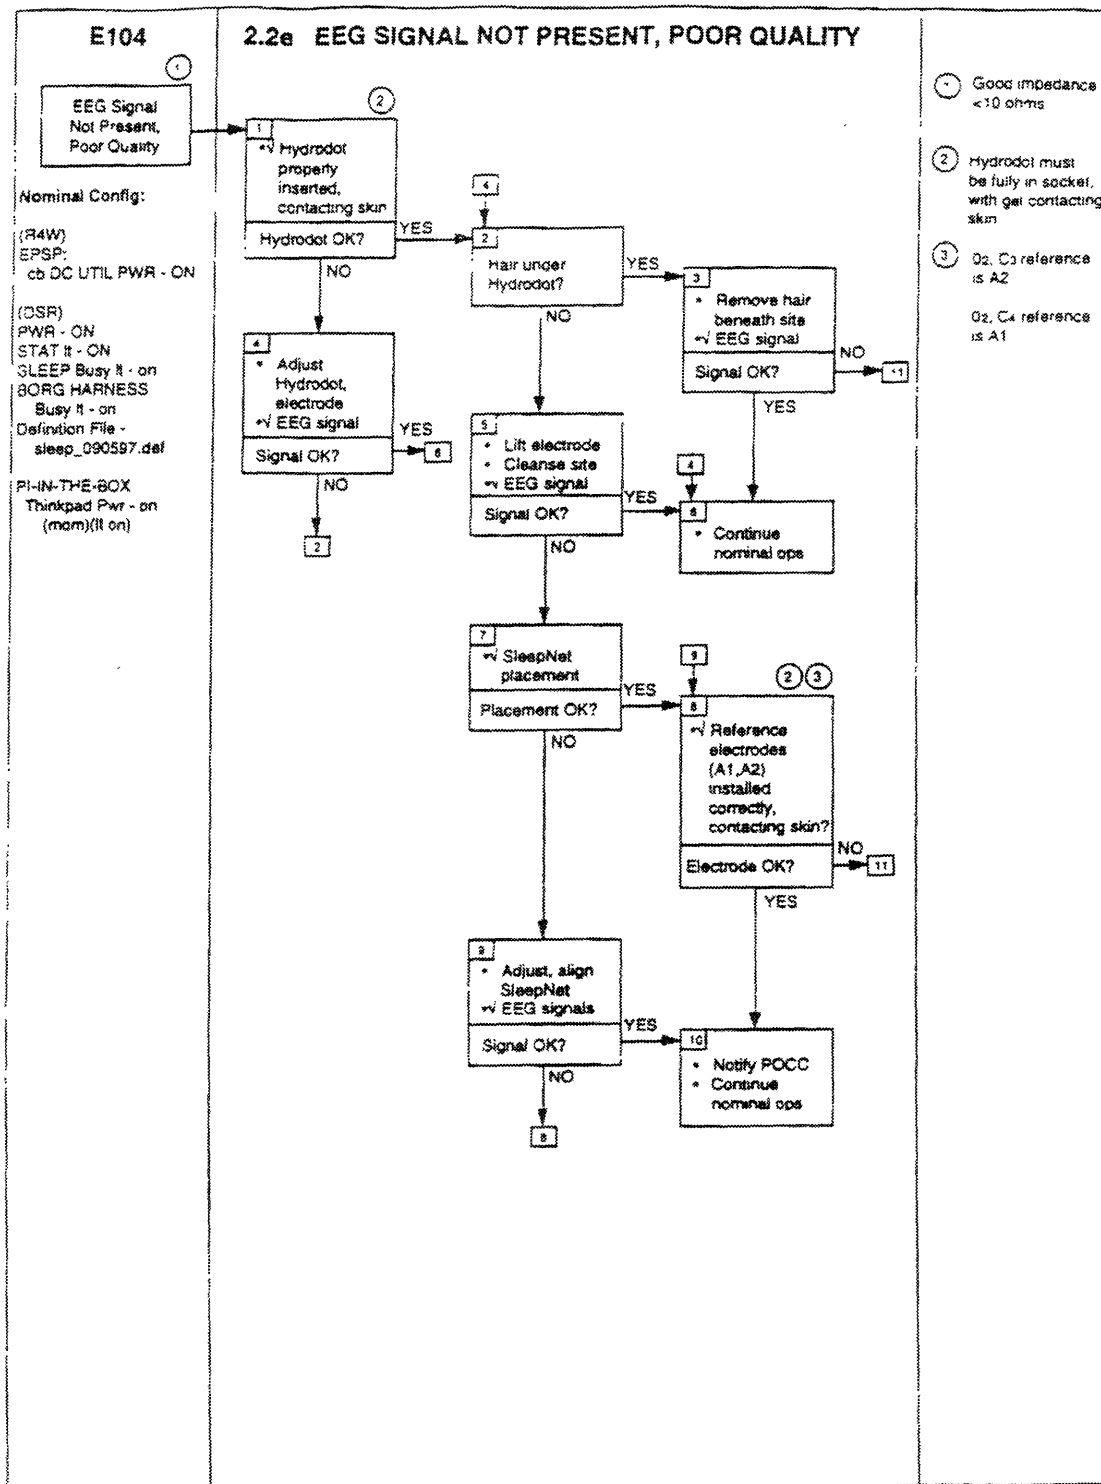 E104
2.2e EEG SIGNAL NOT PRESENT, POOR QUALITY
1
EEG Signal
Not Present,
Poor Quality
Nominal Config:
(R4W)
EPSP:
cb DC UTIL PWR - ON
(OSR)
PWR - ON
STAT lt - ON
SLEEP Busy lt - on
BORG HARNESS
Busy lt - on
Definition File -
sleep_090597.def
PI-IN-THE-BOX
Thinkpad Pwr - on
(mom)(lt on)
2
1
•√ Hydrodot
properly
inserted,
contacting skin
Hydrodot OK?
YES
NO
4
• Adjust
Hydrodot,
electrode
•√ EEG signal
Signal OK?
YES
6
NO
2
4
2
Hair under
Hydrodot?
YES
NO
3
• Remove hair
beneath site
•√ EEG signal
Signal OK?
NO
11
YES
5
• Lift electrode
• Cleanse site
•√ EEG signal
Signal OK?
YES
NO
4
6
• Continue
nominal ops
7
•√ SleepNet
placement
Placement OK?
YES
NO
9
2 3
8
•√ Reference
electrodes
(A1,A2)
installed
correctly,
contacting skin?
Electrode OK?
NO
11
YES
9
• Adjust, align
SleepNet
•√ EEG signals
Signal OK?
YES
NO
8
10
• Notify POCC
• Continue
nominal ops
1 Good impedance
<10 ohms
2 Hydrodot must
be fully in socket,
with gel contacting
skin
3 O2, C3 reference
is A2
O2, C4 reference
is A1